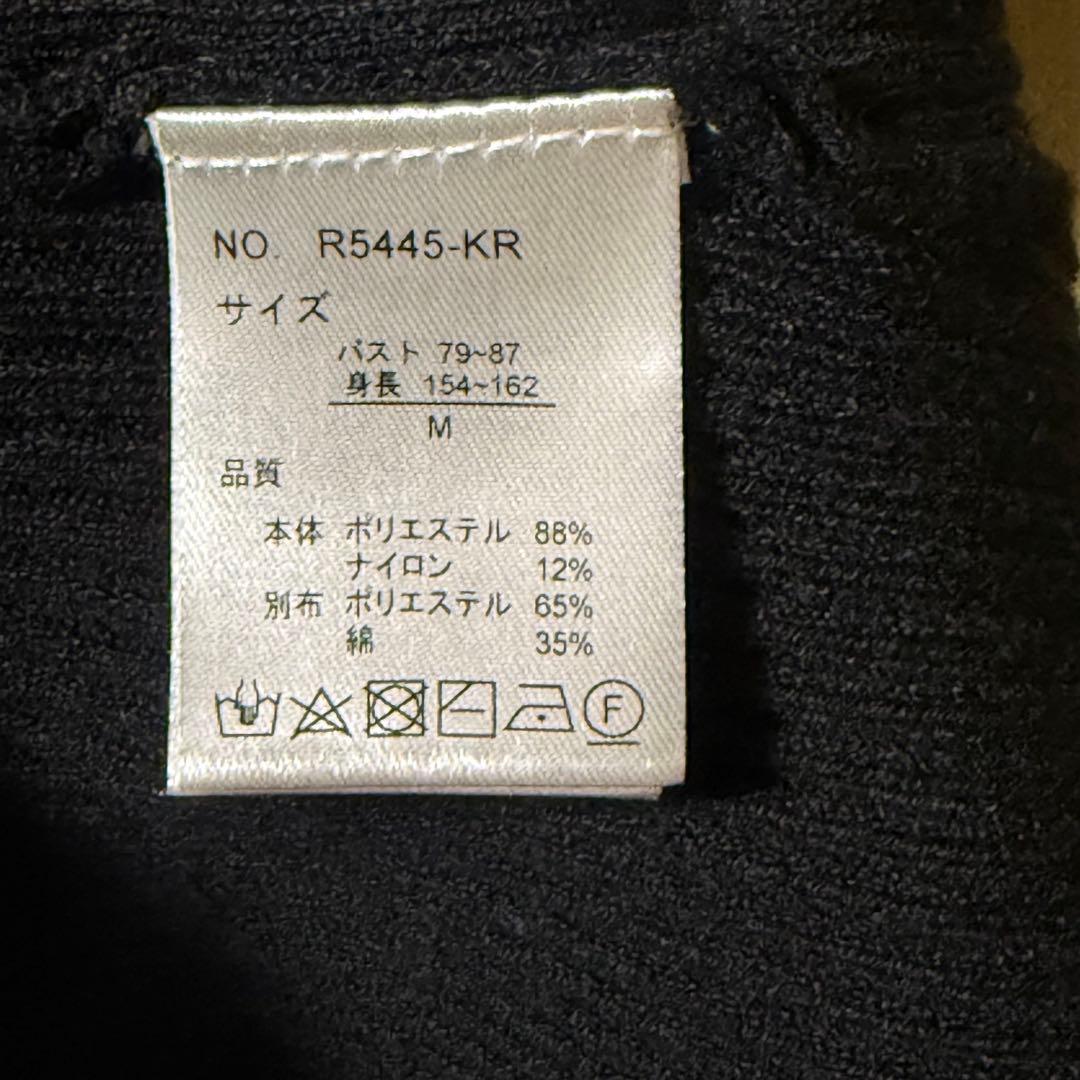 NO. R5445-KR
サイズ
バスト 79~87
身長 154~162
M
品質
本体 ポリエステル 88%
ナイロン 12%
別布 ポリエステル 65%
綿 35%
F